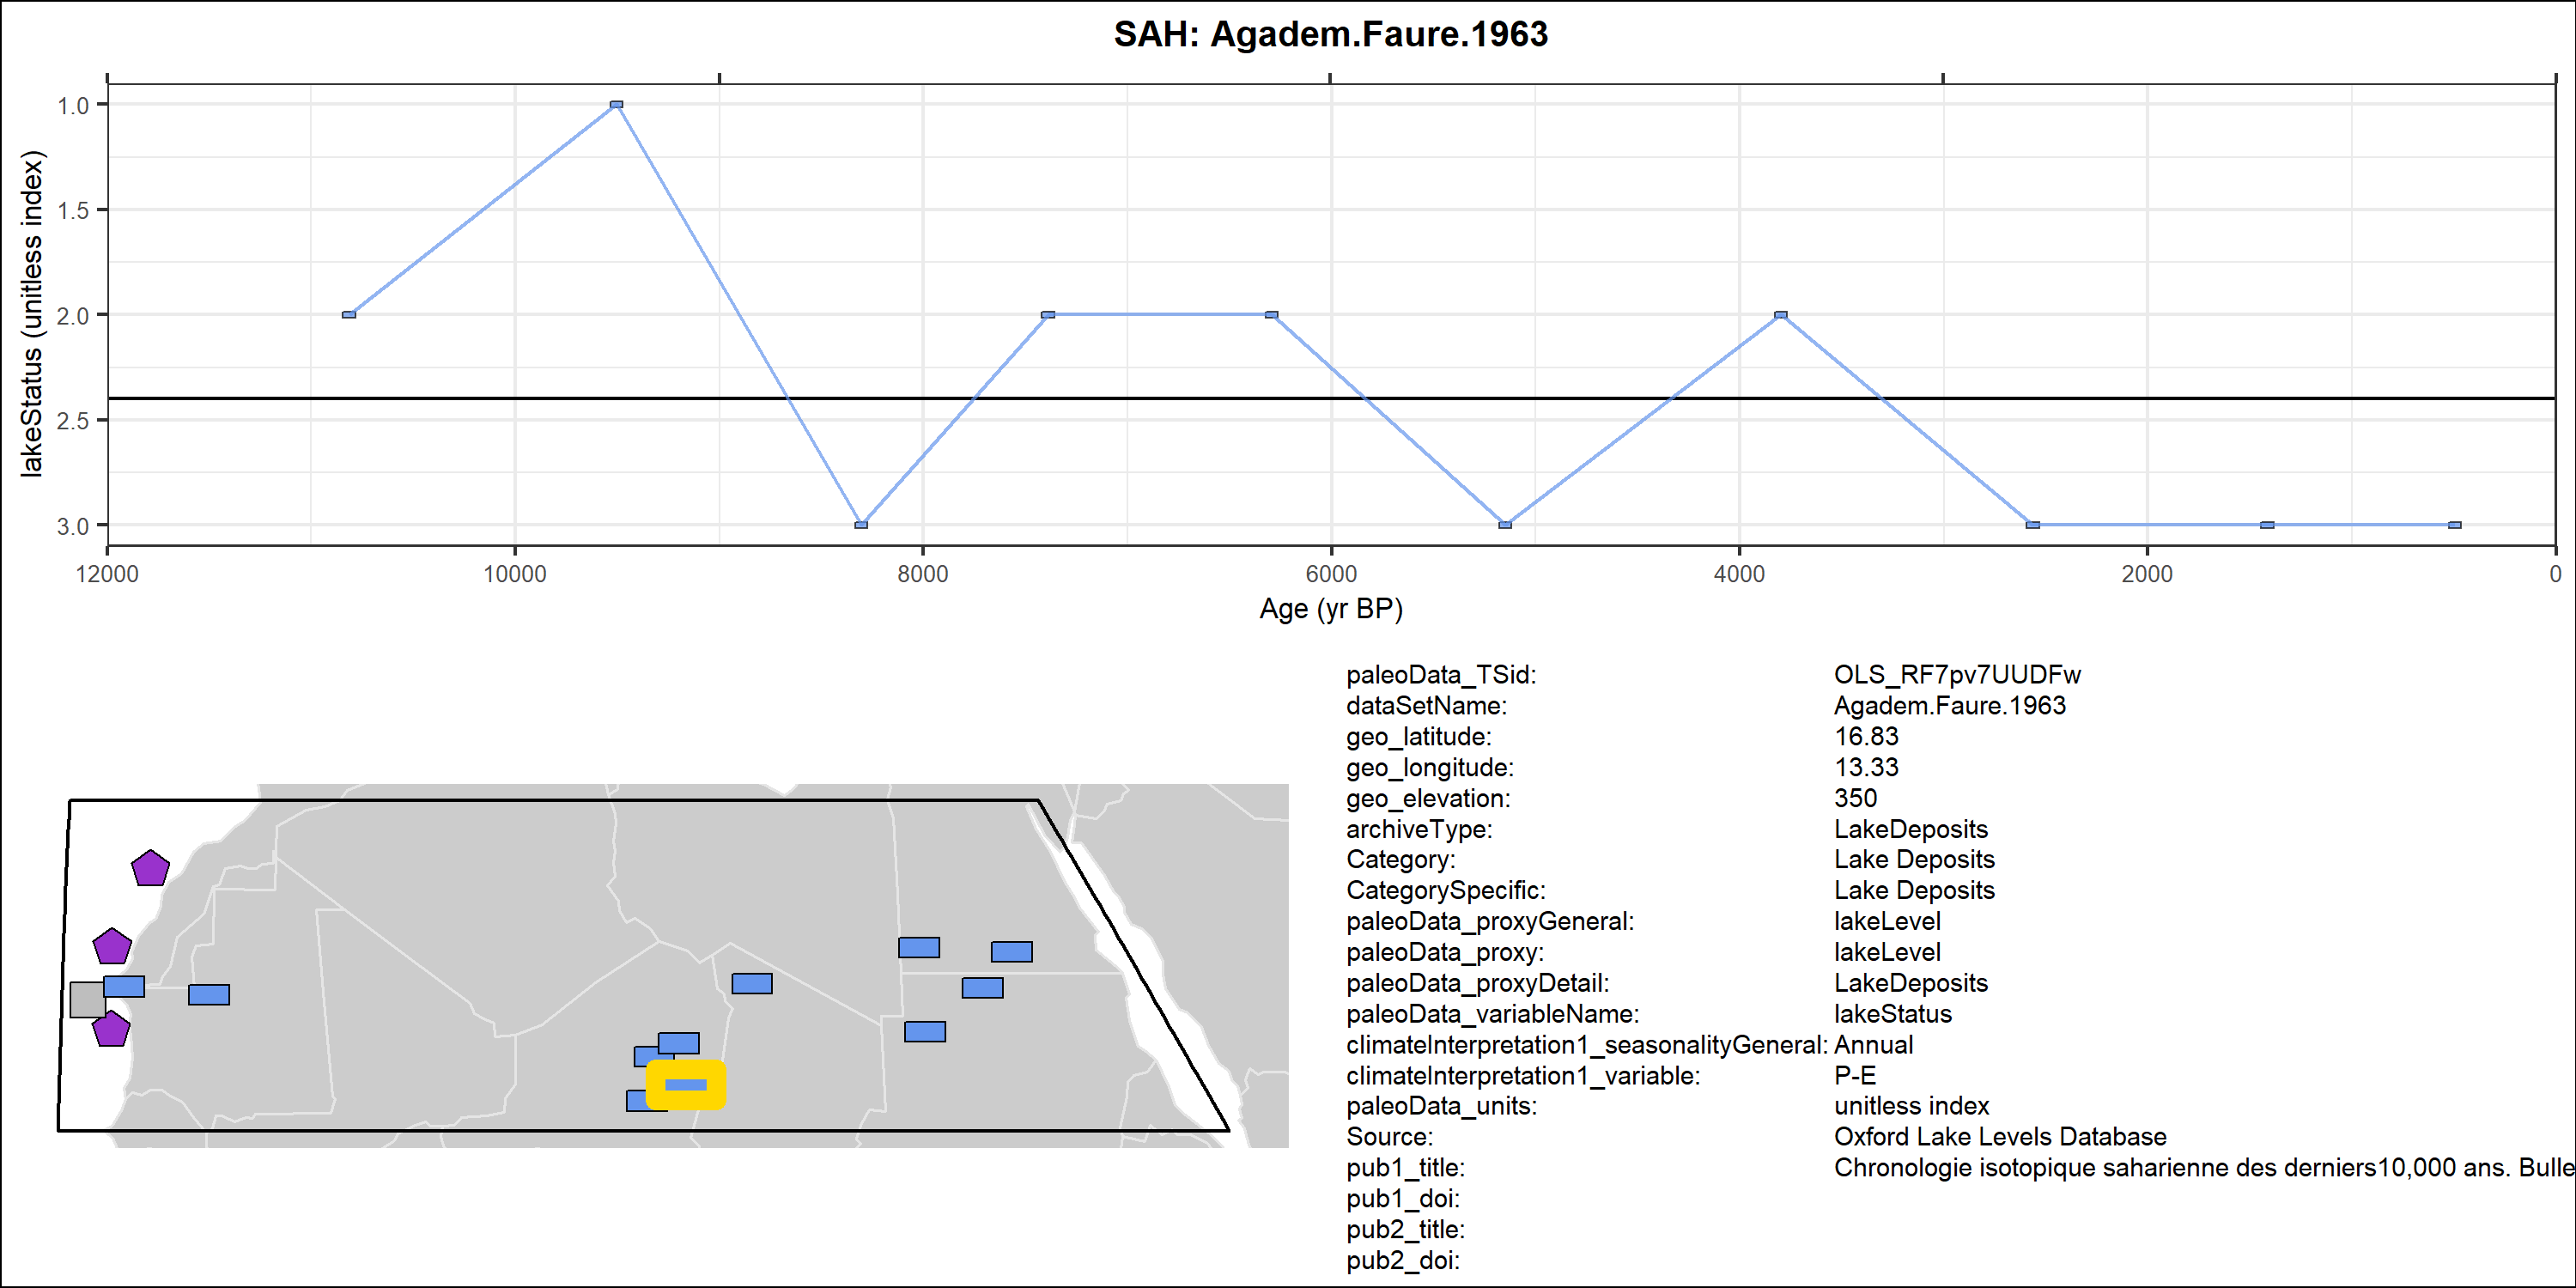 SAH: Agadem.Faure.1963
lakeStatus (unitless index)
1.0
1.5
2.0
2.5
3.0
12000 10000 8000 6000 4000 2000 0
Age (yr BP)
paleoData_TSid: OLS_RF7pv7UUDFw
dataSetName: Agadem.Faure.1963
geo_latitude: 16.83
geo_longitude: 13.33
geo_elevation: 350
archiveType: LakeDeposits
Category: Lake Deposits
CategorySpecific: Lake Deposits
paleoData_proxyGeneral: lakeLevel
paleoData_proxy: lakeLevel
paleoData_proxyDetail: LakeDeposits
paleoData_variableName: lakeStatus
climateInterpretation1_seasonalityGeneral: Annual
climateInterpretation1_variable: P-E
paleoData_units: unitless index
Source: Oxford Lake Levels Database
pub1_title: Chronologie isotopique saharienne des derniers10,000 ans. Bulle
pub1_doi:
pub2_title:
pub2_doi: